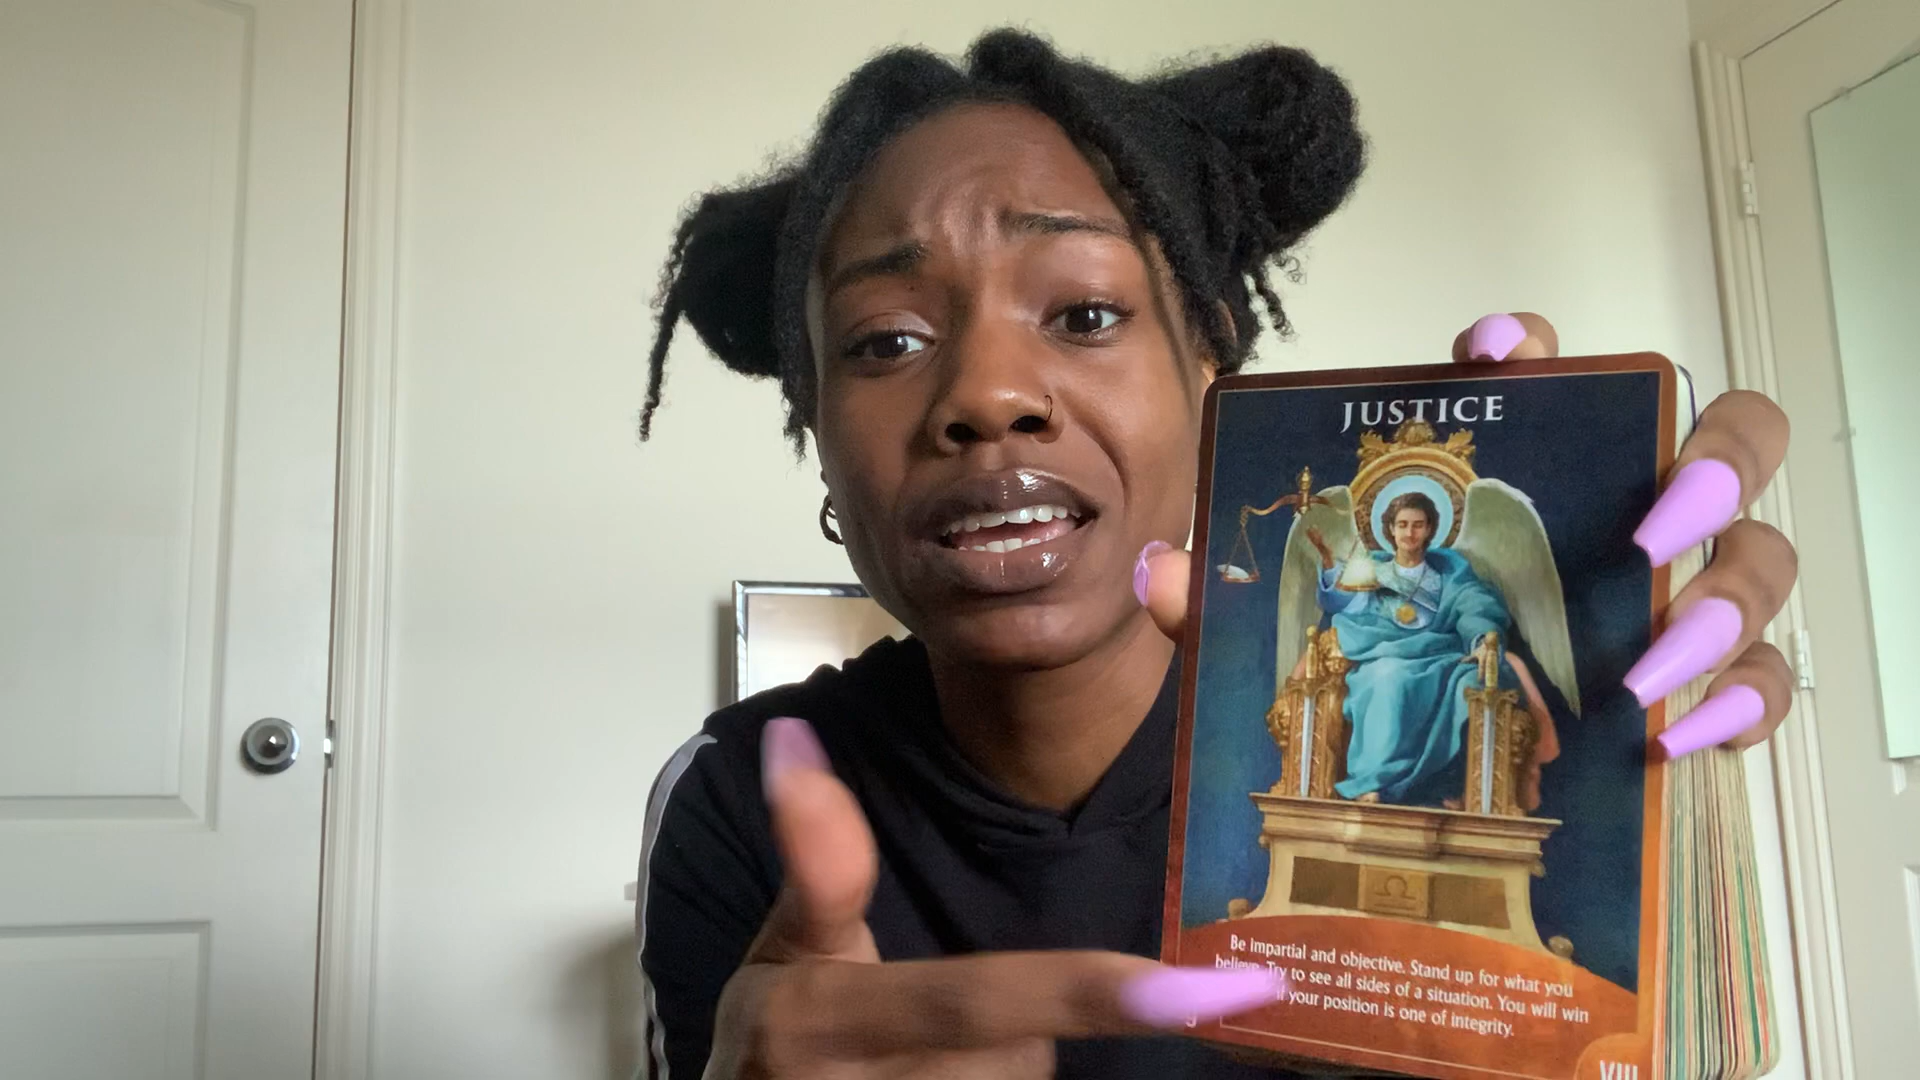 JUSTICE
Be impartial and objective. Stand up for what you
believe. Try to see all sides of a situation. You will win
if your position is one of integrity.
VIII